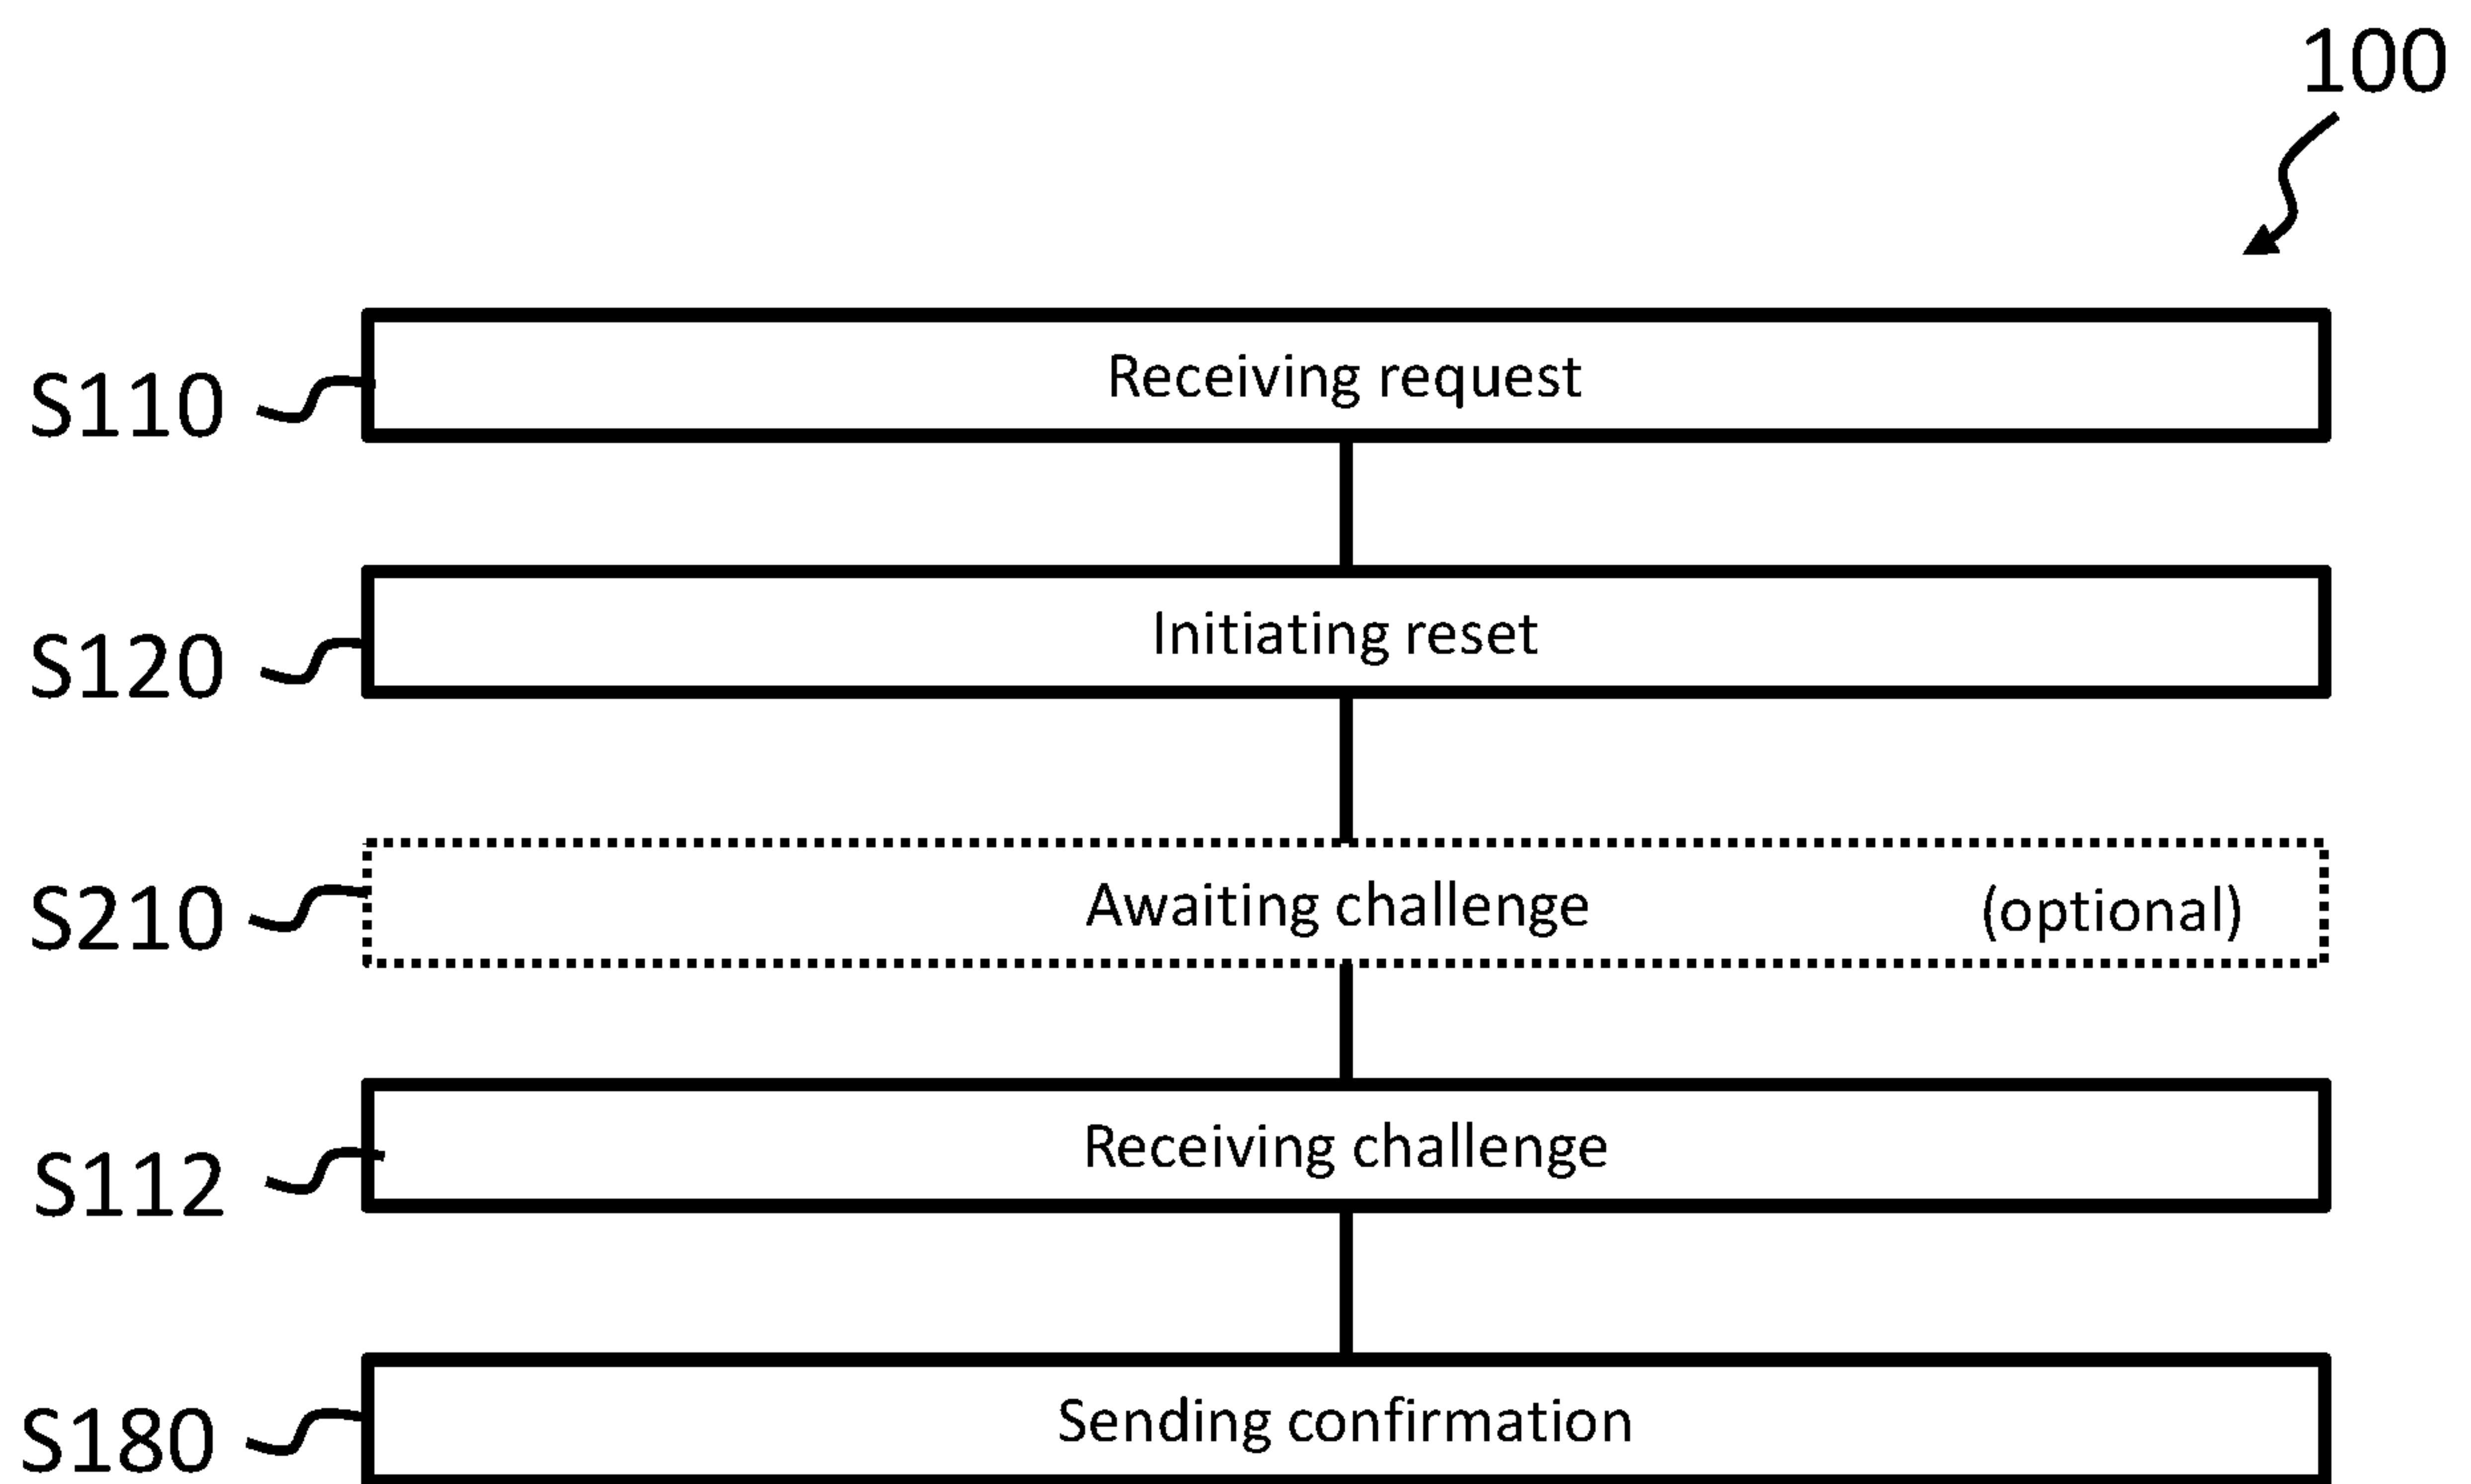 100
S110 Receiving request
S120 Initiating reset
S210 Awaiting challenge (optional)
S112 Receiving challenge
S180 Sending confirmation